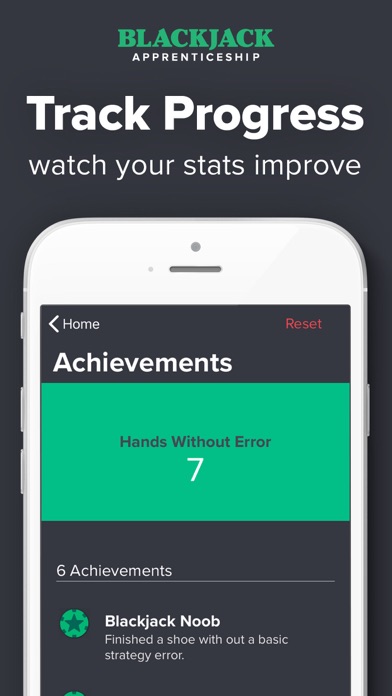 BLACKJACK
APPRENTICESHIP
Track Progress
watch your stats improve
Home
Reset
Achievements
Hands Without Error
7
6 Achievements
Blackjack Noob
Finished a shoe with out a basic
strategy error.